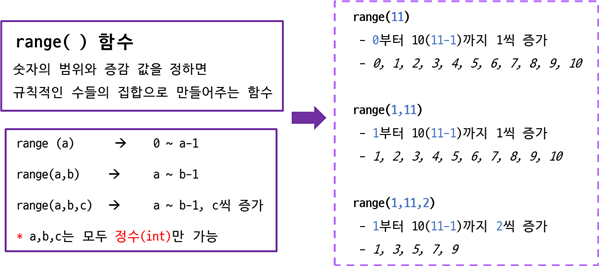 range( ) 함수
숫자의 범위와 증감 값을 정하면
규칙적인 수들의 집합으로 만들어주는 함수
range (a) → 0 ~ a-1
range(a,b) → a ~ b-1
range(a,b,c) → a ~ b-1, c씩 증가
* a,b,c는 모두 정수(int)만 가능
range(11)
- 0부터 10(11-1)까지 1씩 증가
- 0, 1, 2, 3, 4, 5, 6, 7, 8, 9, 10
range(1,11)
- 1부터 10(11-1)까지 1씩 증가
- 1, 2, 3, 4, 5, 6, 7, 8, 9, 10
range(1,11,2)
- 1부터 10(11-1)까지 2씩 증가
- 1, 3, 5, 7, 9